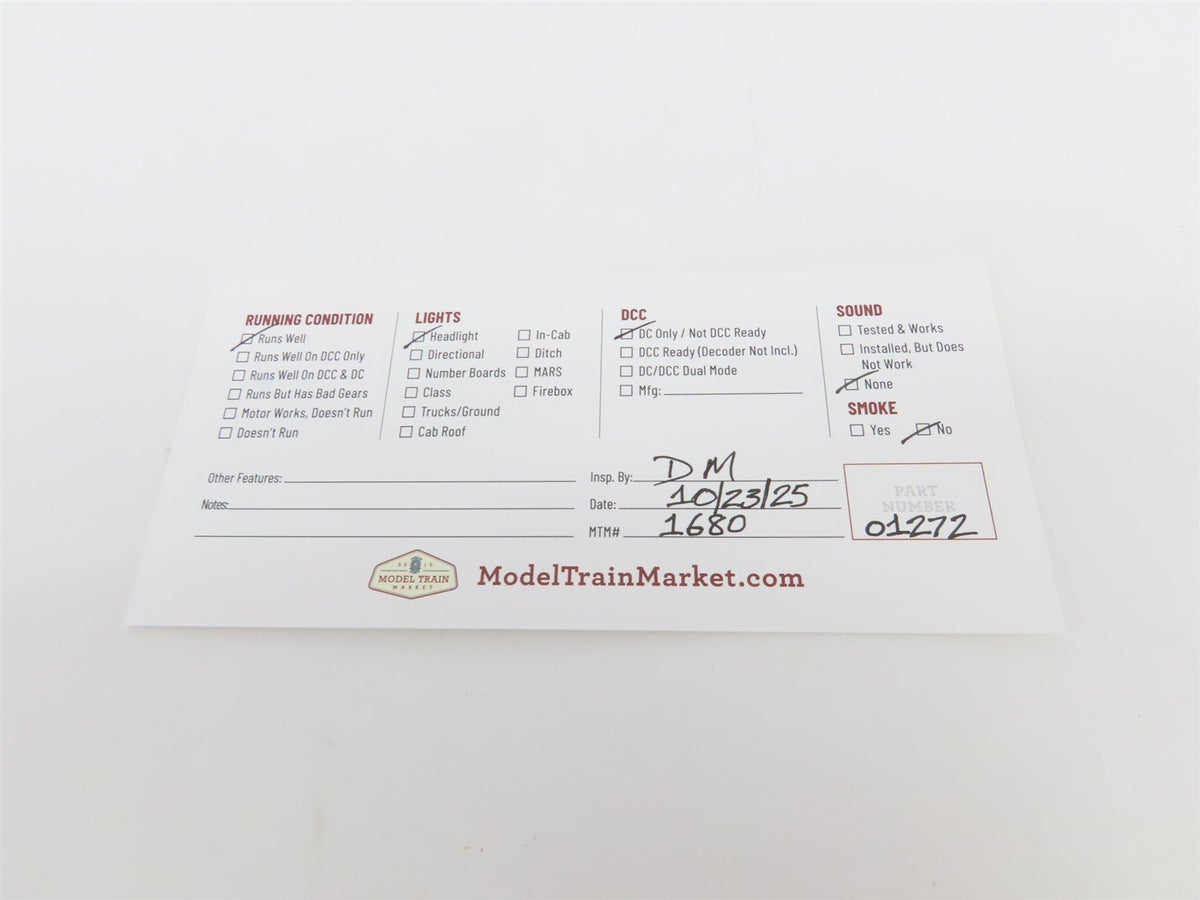 RUNNING CONDITION
Runs Well
Runs Well On DCC Only
Runs Well On DCC & DC
Runs But Has Bad Gears
Motor Works, Doesn't Run
Doesn't Run
LIGHTS
Headlight
Directional
Number Boards
Class
Trucks/Ground
Cab Roof
In-Cab
Ditch
MARS
Firebox
DCC
DC Only / Not DCC Ready
DCC Ready (Decoder Not Incl.)
DC/DCC Dual Mode
Mfg:
SOUND
Tested & Works
Installed, But Does
Not Work
None
SMOKE
Yes No
Other Features:
Notes:
Insp. By: DM
Date: 10/23/25
MTM# 1680
PART
NUMBER
01272
2015
MODEL TRAIN
MARKET
ModelTrainMarket.com